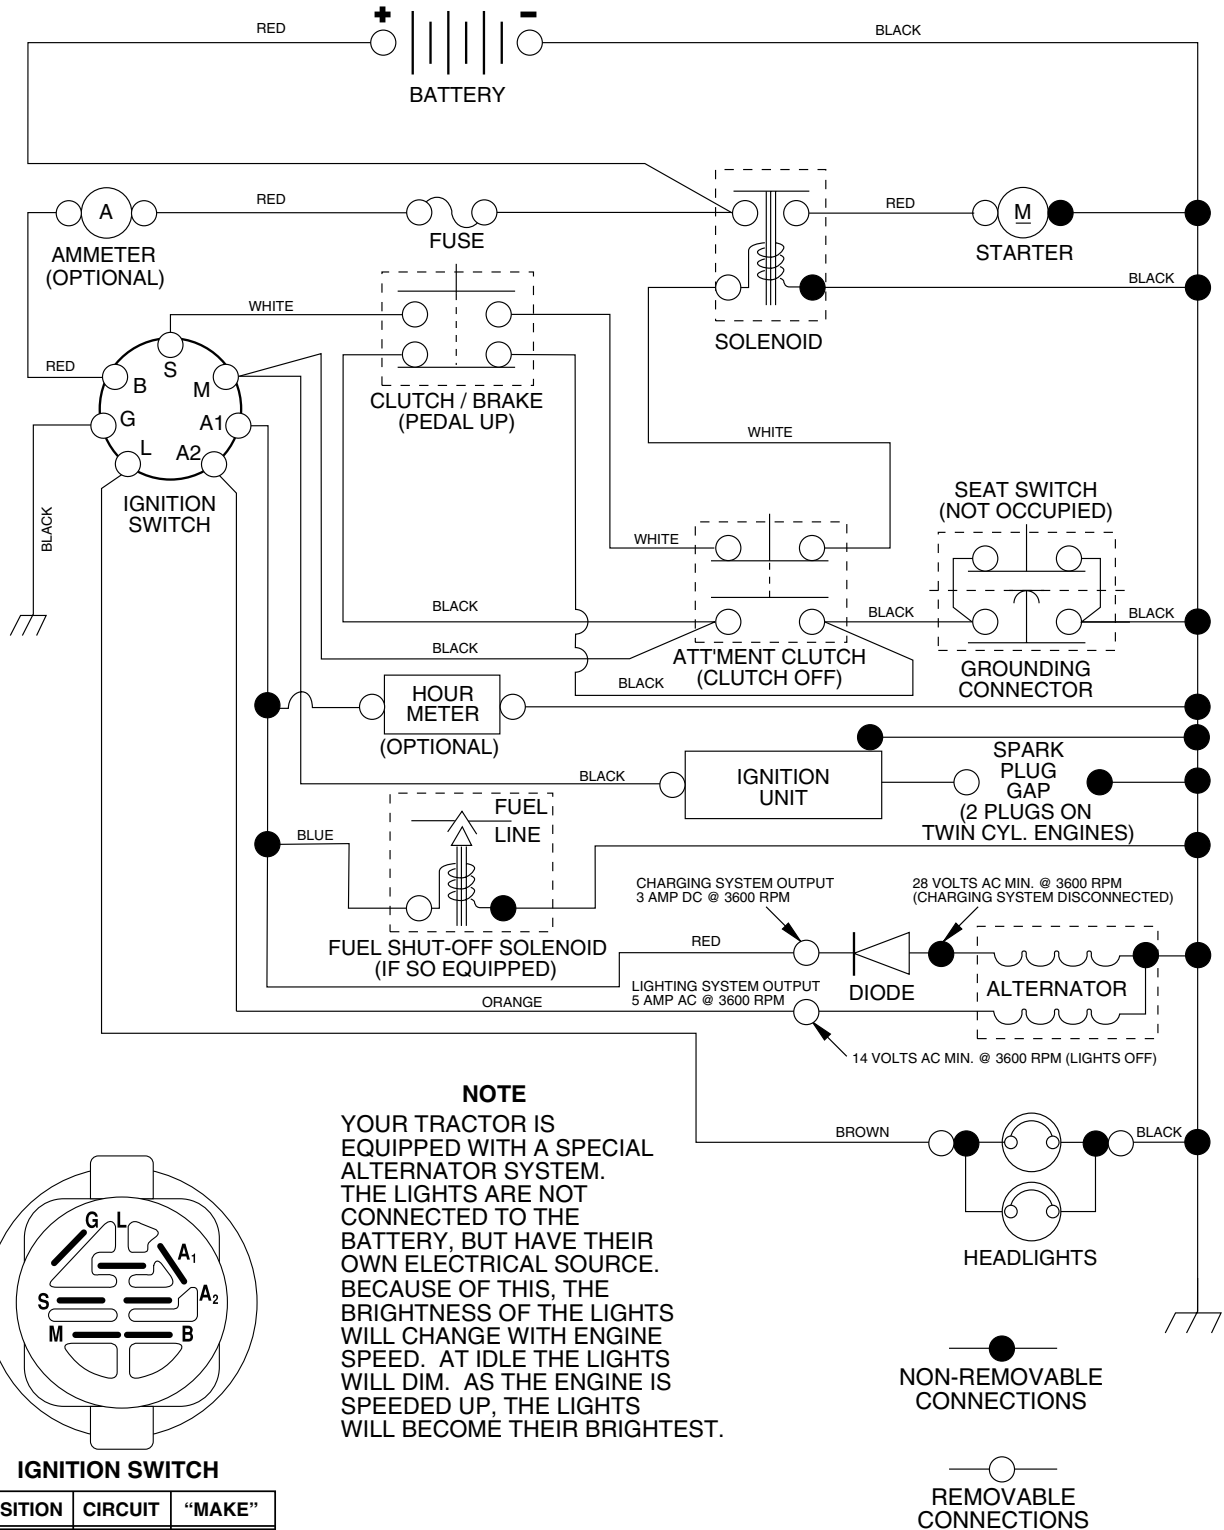 +
-
RED
BLACK
BATTERY
A
RED
AMMETER
(OPTIONAL)
FUSE
RED
M
STARTER
BLACK
SOLENOID
WHITE
RED
S
B
M
G
A1
L
A2
IGNITION
SWITCH
BLACK
CLUTCH / BRAKE
(PEDAL UP)
WHITE
SEAT SWITCH
(NOT OCCUPIED)
WHITE
BLACK
BLACK
BLACK
BLACK
BLACK
ATT'MENT CLUTCH
(CLUTCH OFF)
GROUNDING
CONNECTOR
HOUR
METER
(OPTIONAL)
BLACK
IGNITION
UNIT
SPARK
PLUG
GAP
(2 PLUGS ON
TWIN CYL. ENGINES)
BLUE
FUEL
LINE
FUEL SHUT-OFF SOLENOID
(IF SO EQUIPPED)
CHARGING SYSTEM OUTPUT
3 AMP DC @ 3600 RPM
28 VOLTS AC MIN. @ 3600 RPM
(CHARGING SYSTEM DISCONNECTED)
RED
DIODE
ALTERNATOR
ORANGE
LIGHTING SYSTEM OUTPUT
5 AMP AC @ 3600 RPM
14 VOLTS AC MIN. @ 3600 RPM (LIGHTS OFF)
BROWN
BLACK
HEADLIGHTS
NOTE
YOUR TRACTOR IS
EQUIPPED WITH A SPECIAL
ALTERNATOR SYSTEM.
THE LIGHTS ARE NOT
CONNECTED TO THE
BATTERY, BUT HAVE THEIR
OWN ELECTRICAL SOURCE.
BECAUSE OF THIS, THE
BRIGHTNESS OF THE LIGHTS
WILL CHANGE WITH ENGINE
SPEED. AT IDLE THE LIGHTS
WILL DIM. AS THE ENGINE IS
SPEEDED UP, THE LIGHTS
WILL BECOME THEIR BRIGHTEST.
G
L
A1
A2
S
M
B
IGNITION SWITCH
SITION CIRCUIT “MAKE”
NON-REMOVABLE
CONNECTIONS
REMOVABLE
CONNECTIONS